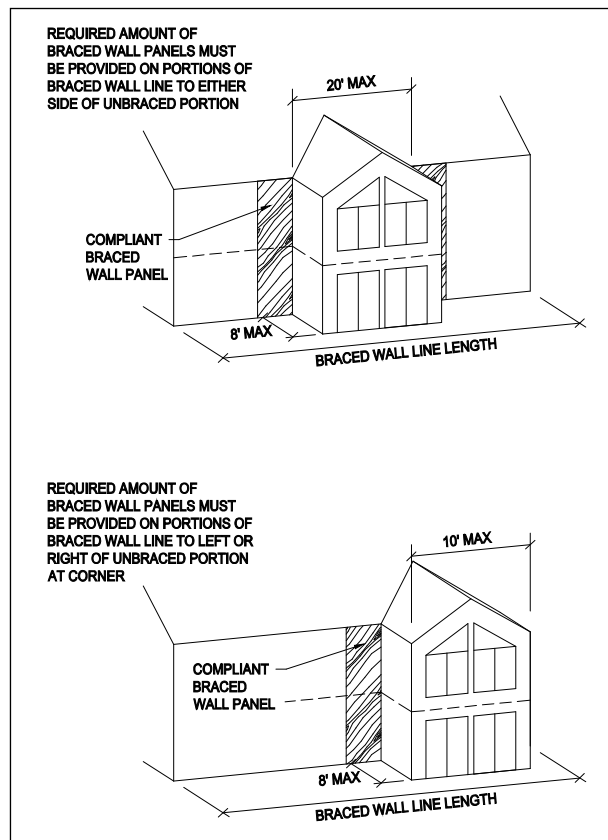 REQUIRED AMOUNT OF
BRACED WALL PANELS MUST
BE PROVIDED ON PORTIONS OF
BRACED WALL LINE TO EITHER
SIDE OF UNBRACED PORTION
20' MAX
COMPLIANT
BRACED
WALL PANEL
8' MAX
BRACED WALL LINE LENGTH
REQUIRED AMOUNT OF
BRACED WALL PANELS MUST
BE PROVIDED ON PORTIONS OF
BRACED WALL LINE TO LEFT OR
RIGHT OF UNBRACED PORTION
AT CORNER
10' MAX
COMPLIANT
BRACED
WALL PANEL
8' MAX
BRACED WALL LINE LENGTH